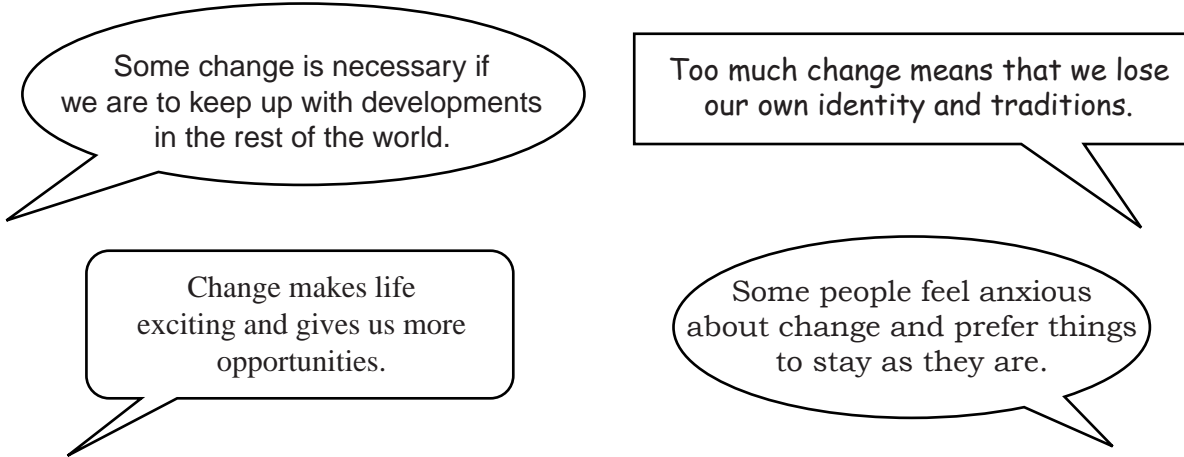 Some change is necessary if
we are to keep up with developments
in the rest of the world.
Too much change means that we lose
our own identity and traditions.
Change makes life
exciting and gives us more
opportunities.
Some people feel anxious
about change and prefer things
to stay as they are.